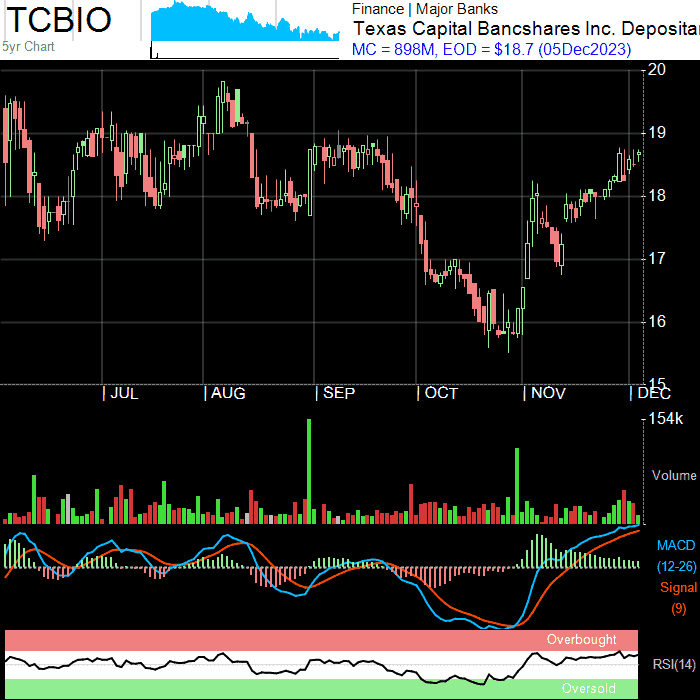 TCBIO
5yr Chart
Finance | Major Banks
Texas Capital Bancshares Inc. Deposita
MC = 898M, EOD = $18.7 (05Dec2023)
20
19
18
17
16
15
JUL
AUG
SEP
OCT
NOV
DEC
154k
Volume
MACD
(12-26)
Signal
(9)
Overbought
RSI(14)
Oversold